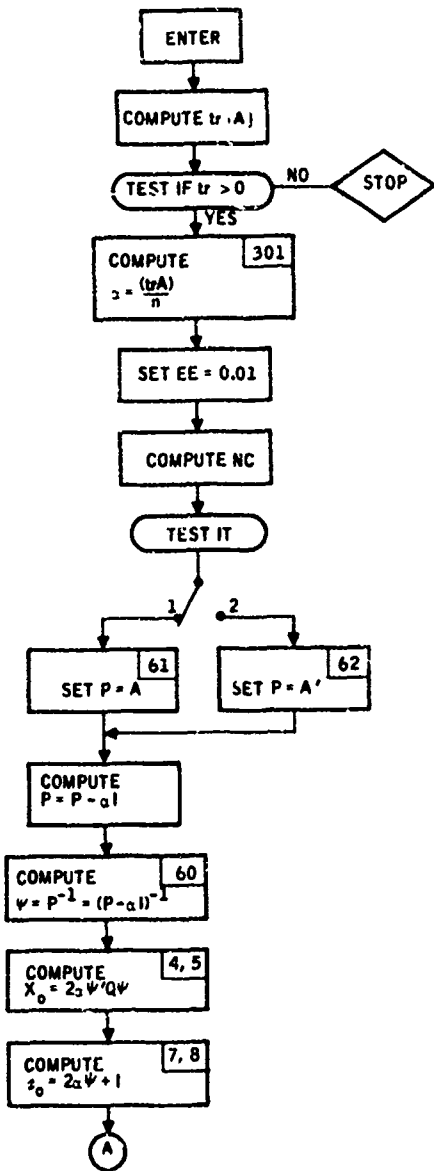 ENTER
COMPUTE tr (A)
TEST IF tr > 0
NO
STOP
YES
301
COMPUTE
α = (trA)
n
SET EE = 0.01
COMPUTE NC
TEST IT
1
2
61
SET P = A
62
SET P = A'
COMPUTE
P = P - αI
60
COMPUTE
Ψ = P⁻¹ = (P-αI)⁻¹
4, 5
COMPUTE
X₀ = 2αΨ'QΨ
7, 8
COMPUTE
= 2αΨ + I
A